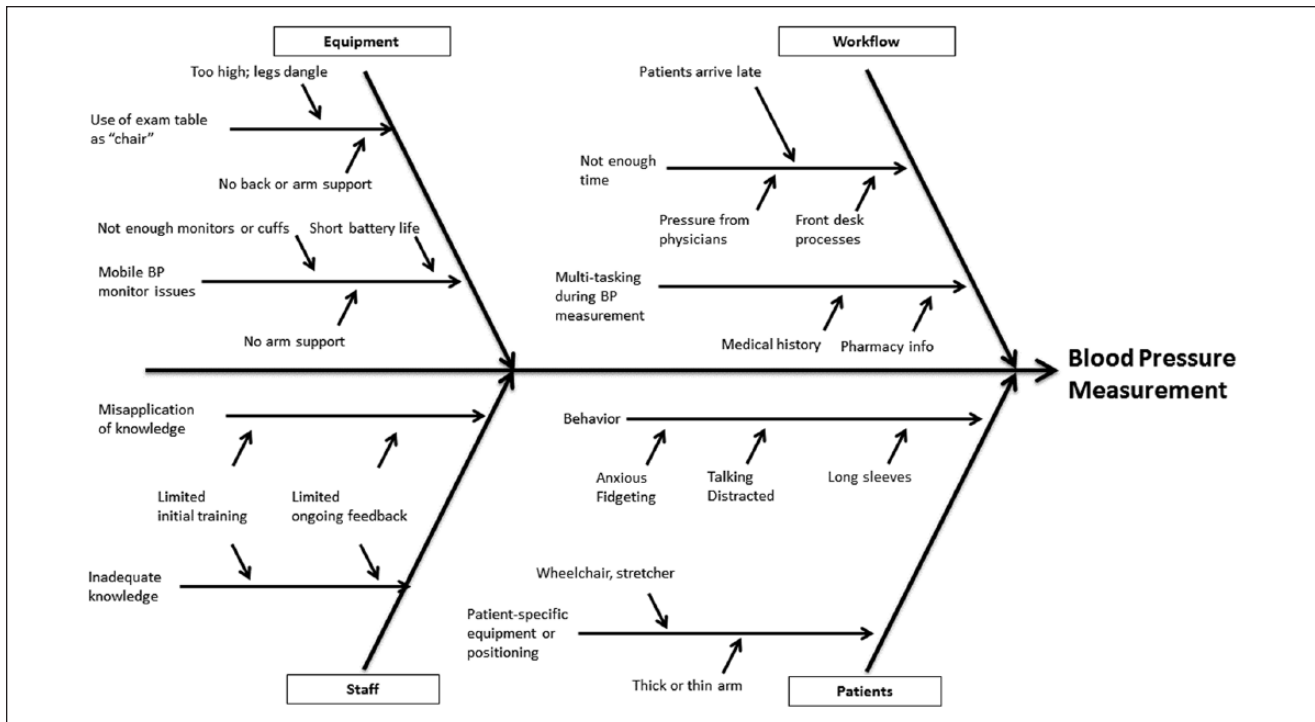 Equipment
Too high; legs dangle
Use of exam table
as “chair”
No back or arm support
Not enough monitors or cuffs
Short battery life
Mobile BP
monitor issues
No arm support
Workflow
Patients arrive late
Not enough
time
Pressure from
physicians
Front desk
processes
Multi-tasking
during BP
measurement
Medical history
Pharmacy info
Blood Pressure
Measurement
Misapplication
of knowledge
Limited
initial training
Limited
ongoing feedback
Inadequate
knowledge
Staff
Behavior
Anxious
Fidgeting
Talking
Distracted
Long sleeves
Wheelchair, stretcher
Patient-specific
equipment or
positioning
Thick or thin arm
Patients